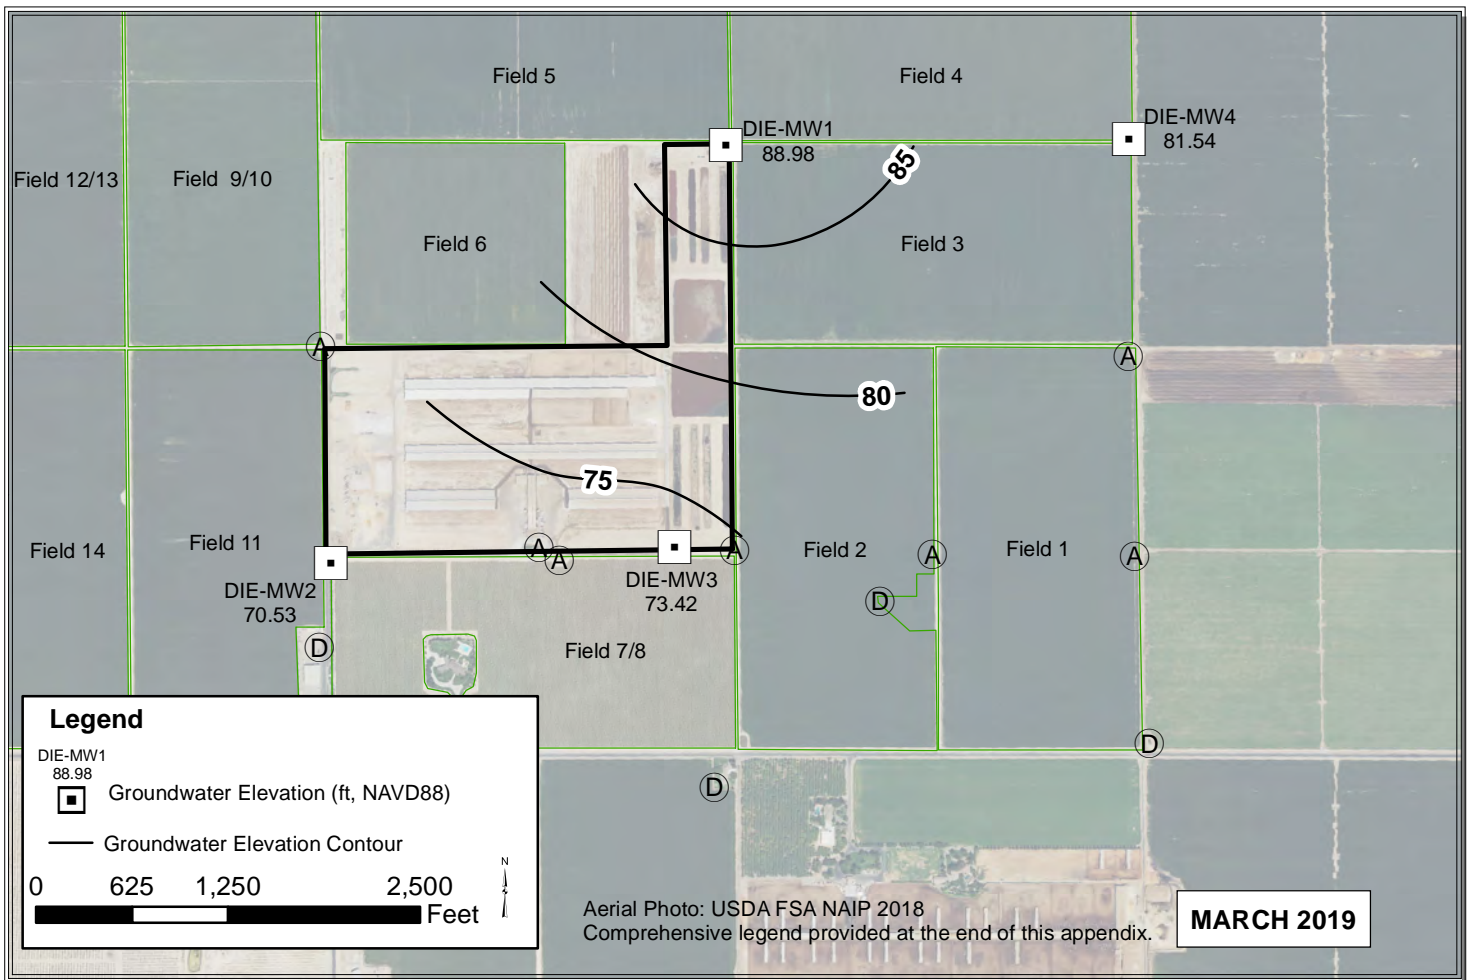 Field 5
Field 4
DIE-MW1
88.98
DIE-MW4
81.54
85
Field 12/13
Field 9/10
Field 6
Field 3
A
A
80
75
Field 14
Field 11
A
A
A
Field 2
A
Field 1
A
DIE-MW2
70.53
DIE-MW3
73.42
D
D
Field 7/8
D
D
Legend
DIE-MW1
88.98
Groundwater Elevation (ft, NAVD88)
Groundwater Elevation Contour
N
0 625 1,250 2,500
Feet
Aerial Photo: USDA FSA NAIP 2018
Comprehensive legend provided at the end of this appendix.
MARCH 2019